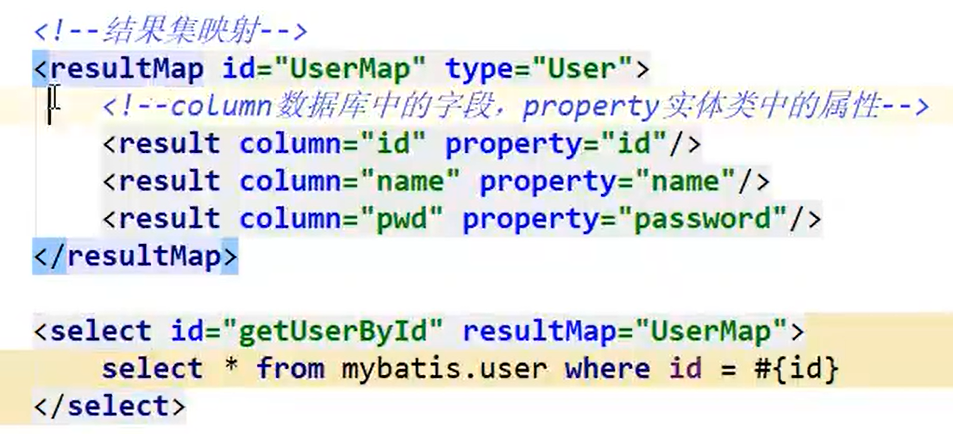 <!--结果集映射-->
<resultMap id="UserMap" type="User">
<!--column数据库中的字段，property实体类中的属性-->
<result column="id" property="id"/>
<result column="name" property="name"/>
<result column="pwd" property="password"/>
</resultMap>
<select id="getUserById" resultMap="UserMap">
select * from mybatis.user where id = #{id}
</select>